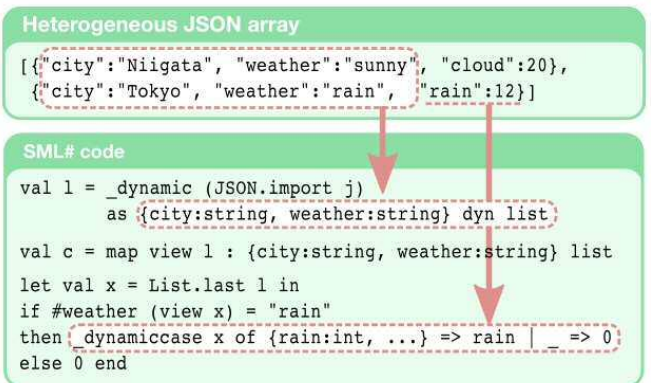 Heterogeneous JSON array
[{"city":"Niigata", "weather":"sunny", "cloud":20},
{"city":"Tokyo", "weather":"rain", "rain":12}]
SML# code
val l = _dynamic (JSON.import j)
as {city:string, weather:string} dyn list
val c = map view l : {city:string, weather:string} list
let val x = List.last l in
if #weather (view x) = "rain"
then _dynamiccase x of {rain:int, ...} => rain | _ => 0
else 0 end